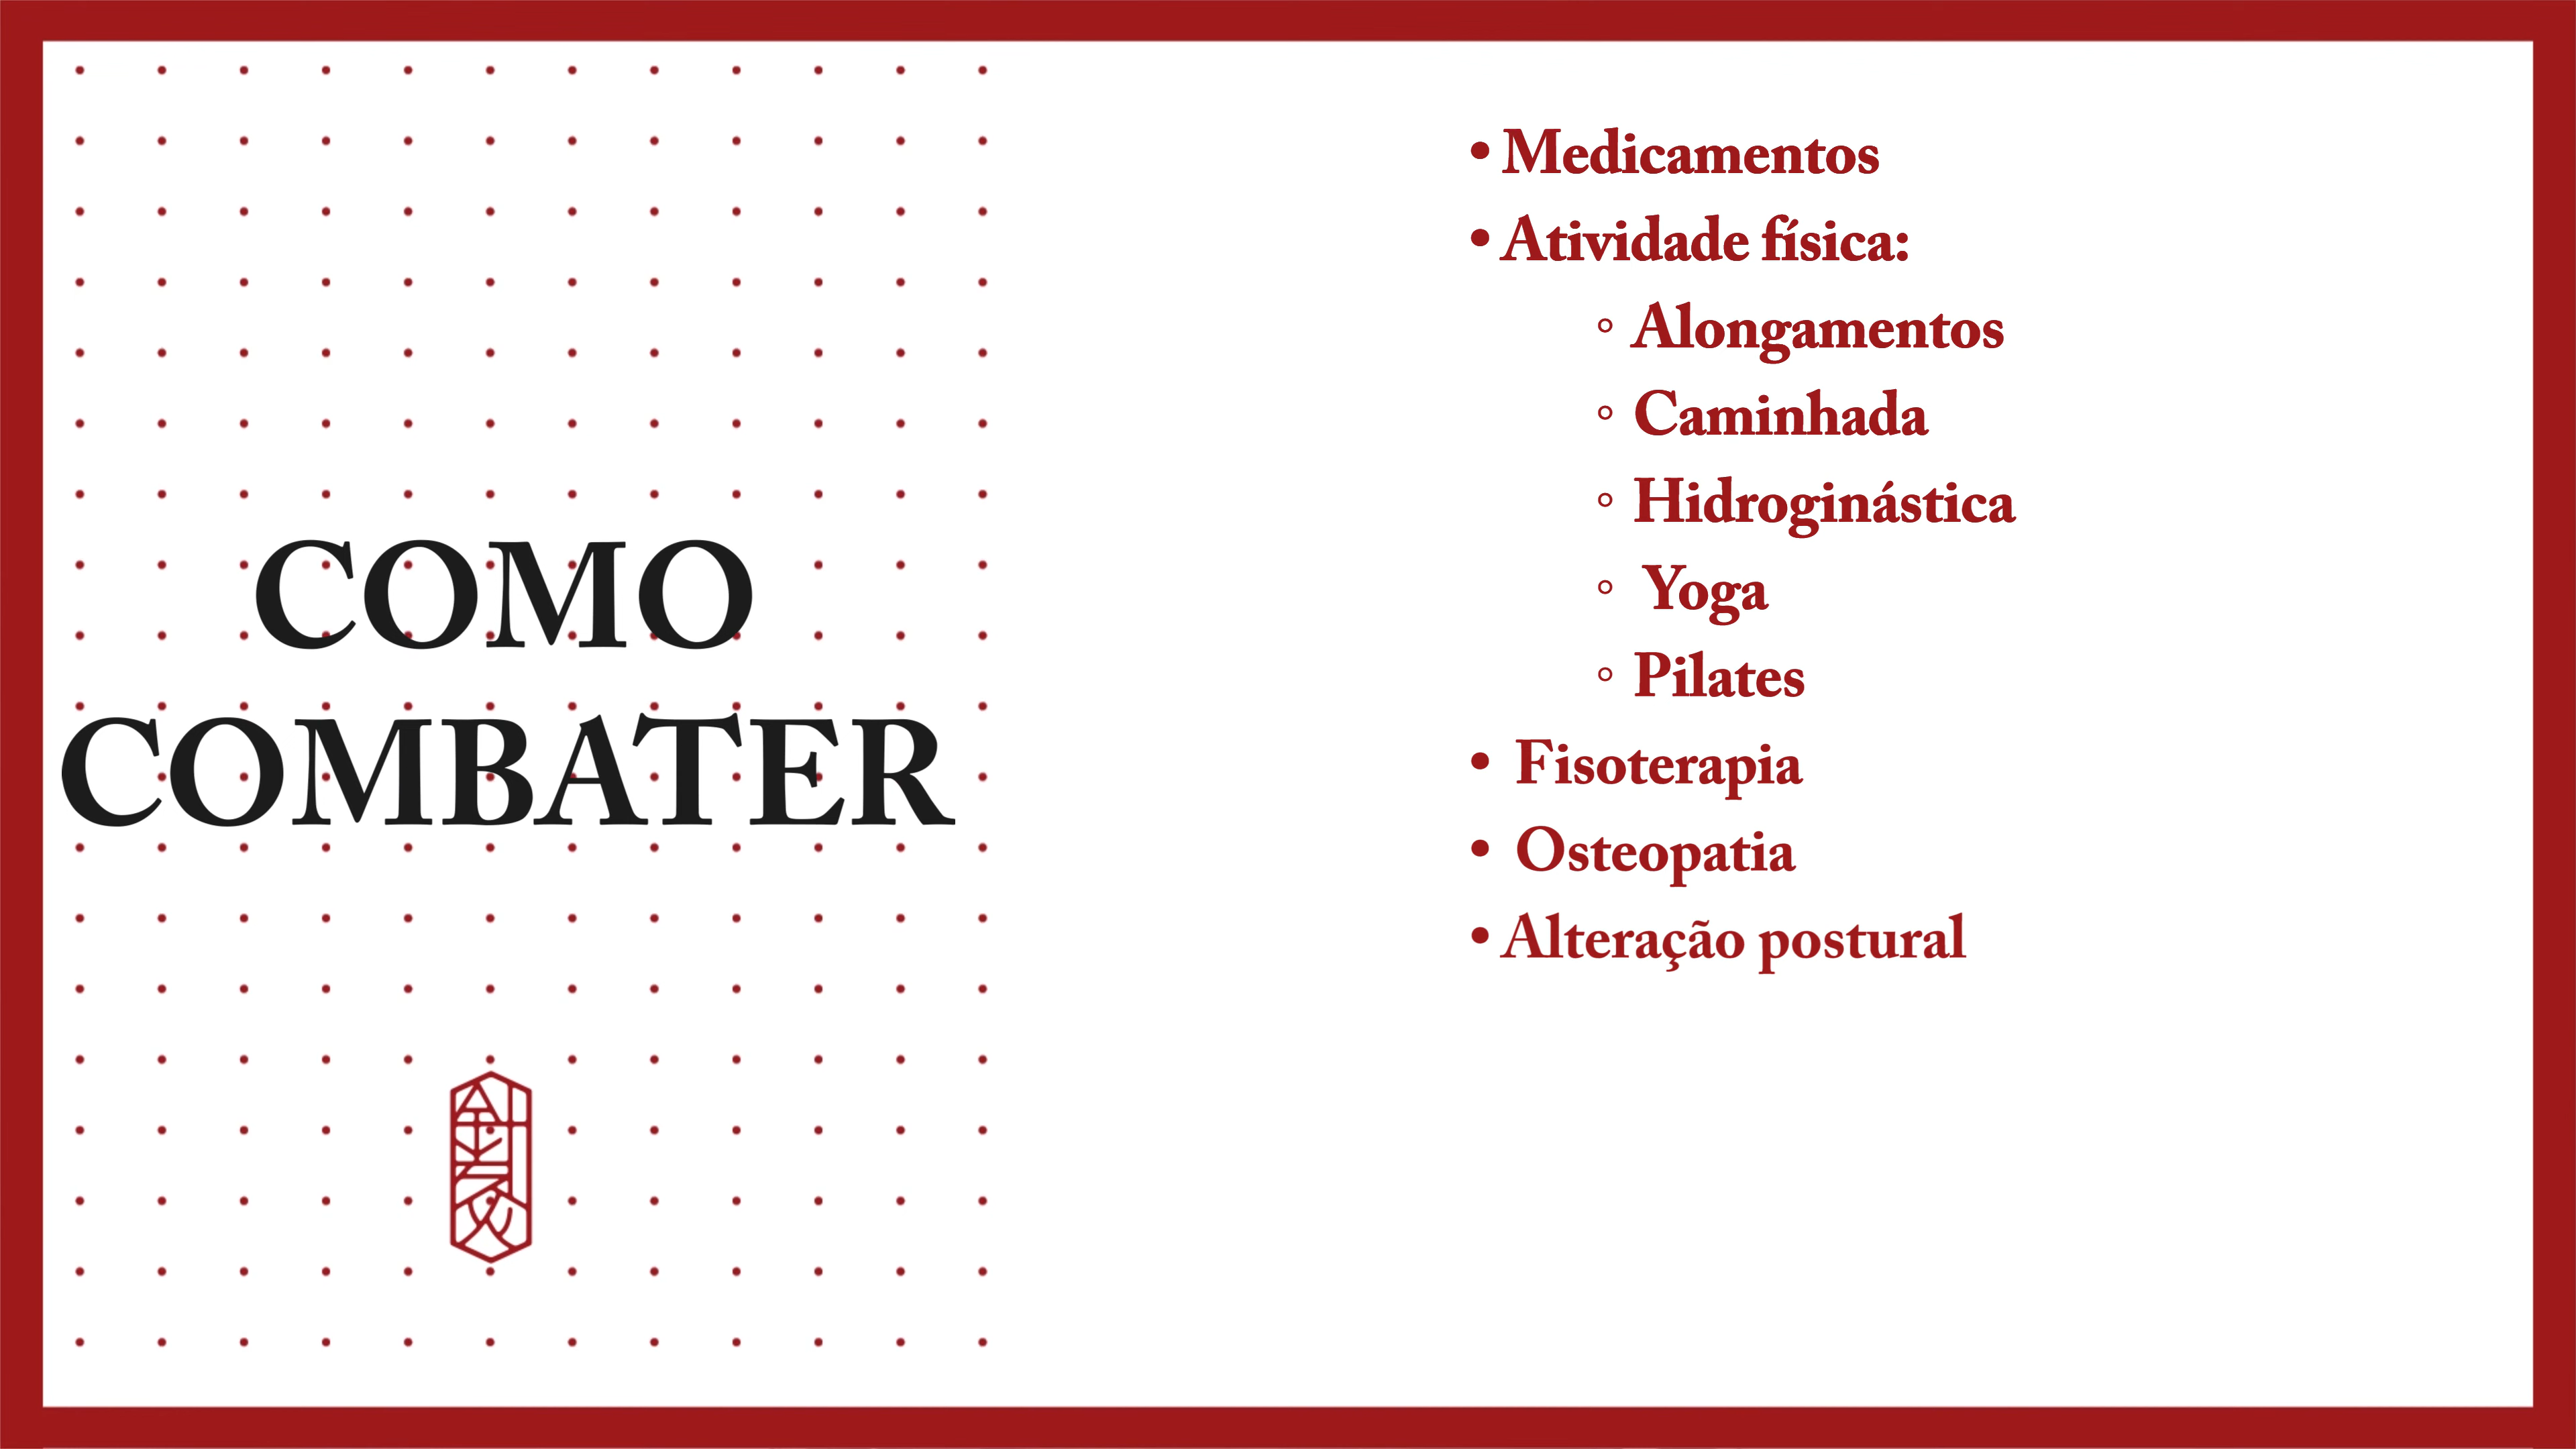 COMO
COMBATER
• Medicamentos
• Atividade física:
◦ Alongamentos
◦ Caminhada
◦ Hidroginástica
◦ Yoga
◦ Pilates
• Fisoterapia
• Osteopatia
• Alteração postural